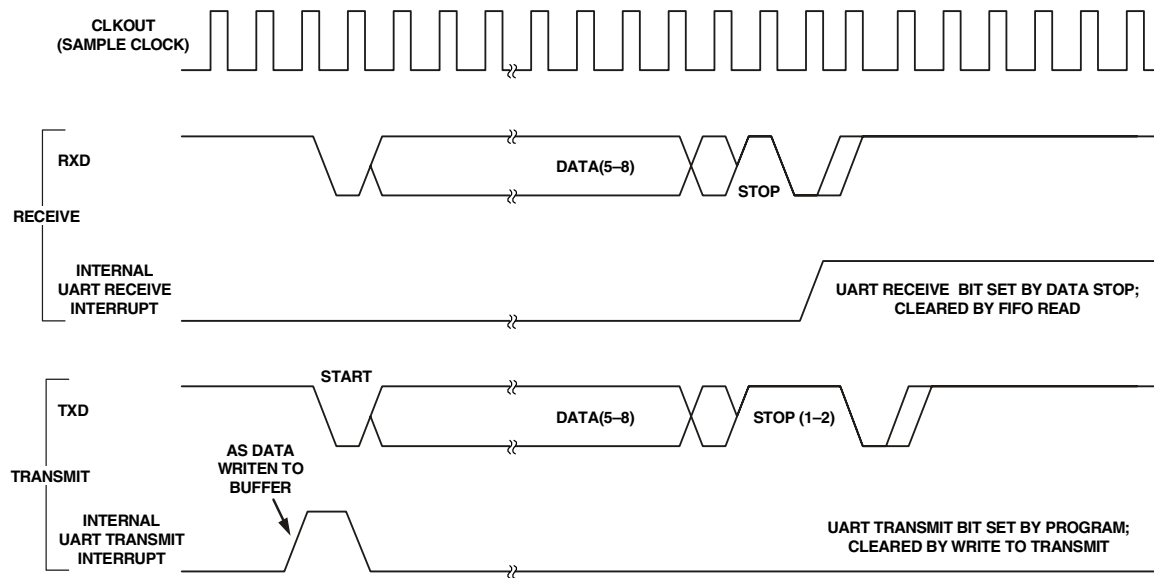 CLKOUT
(SAMPLE CLOCK)
RXD
DATA(5–8)
STOP
RECEIVE
INTERNAL
UART RECEIVE
INTERRUPT
UART RECEIVE BIT SET BY DATA STOP;
CLEARED BY FIFO READ
START
TXD
DATA(5–8)
STOP (1–2)
AS DATA
WRITEN TO
BUFFER
TRANSMIT
INTERNAL
UART TRANSMIT
INTERRUPT
UART TRANSMIT BIT SET BY PROGRAM;
CLEARED BY WRITE TO TRANSMIT